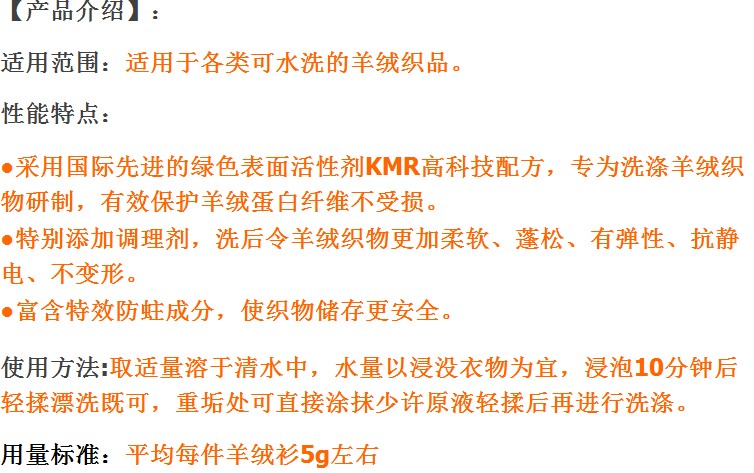 【产品介绍】：
适用范围：适用于各类可水洗的羊绒织品。
性能特点：
●采用国际先进的绿色表面活性剂KMR高科技配方，专为洗涤羊绒织
物研制，有效保护羊绒蛋白纤维不受损。
●特别添加调理剂，洗后令羊绒织物更加柔软、蓬松、有弹性、抗静
电、不变形。
●富含特效防蛀成分，使织物储存更安全。
使用方法:取适量溶于清水中，水量以浸没衣物为宜，浸泡10分钟后
轻揉漂洗既可，重垢处可直接涂抹少许原液轻揉后再进行洗涤。
用量标准：平均每件羊绒衫5g左右